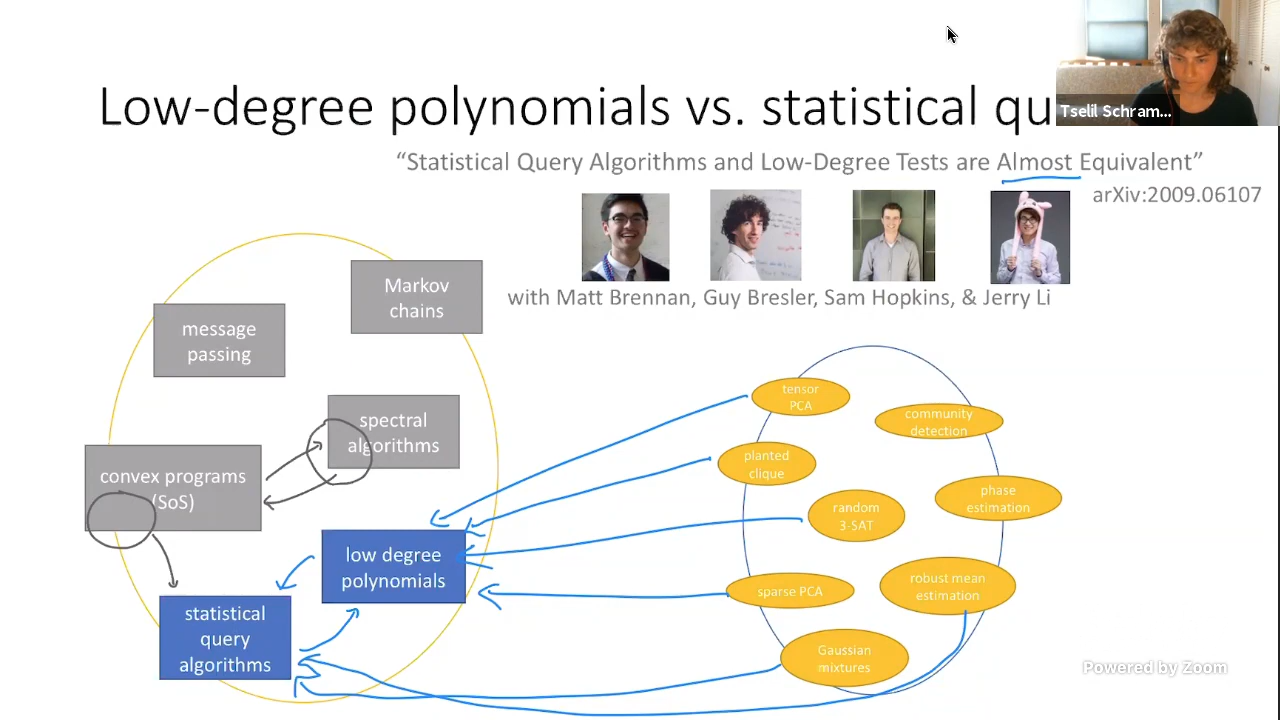 Low-degree polynomials vs. statistical qu
Tselil Schram...
“Statistical Query Algorithms and Low-Degree Tests are Almost Equivalent”
arXiv:2009.06107
with Matt Brennan, Guy Bresler, Sam Hopkins, & Jerry Li
Markov
chains
message
passing
spectral
algorithms
convex programs
(SoS)
low degree
polynomials
statistical
query
algorithms
tensor
PCA
community
detection
planted
clique
phase
estimation
random
3-SAT
sparse PCA
robust mean
estimation
Gaussian
mixtures
Powered by Zoom